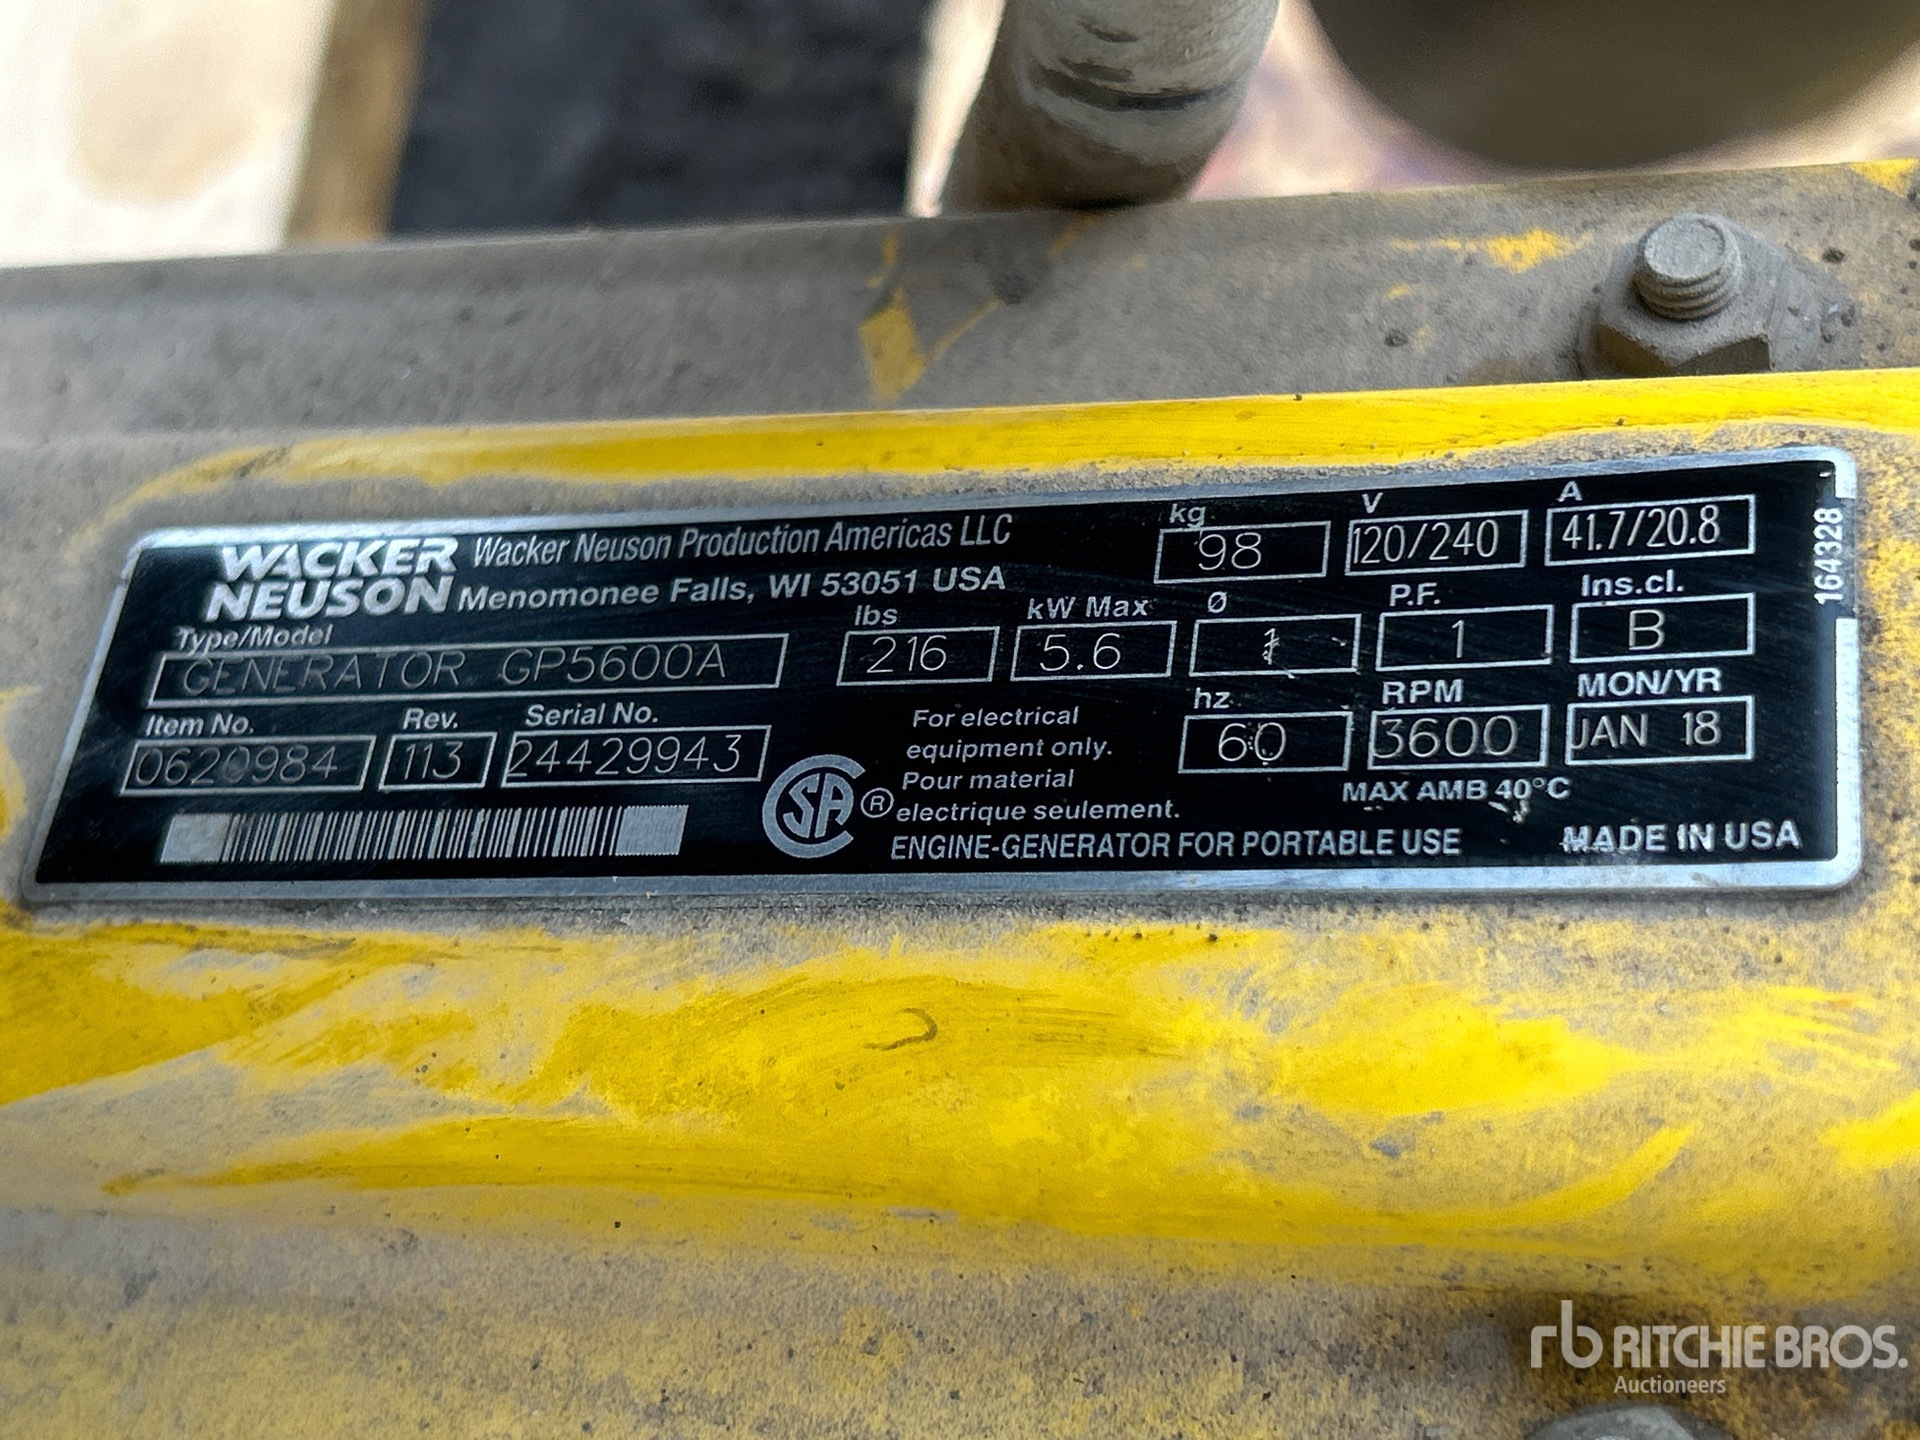 WACKER NEUSON
Wacker Neuson Production Americas LLC
Menomonee Falls, WI 53051 USA
Type/Model
GENERATOR GP5600A
Item No. Rev. Serial No.
0620984 113 24429943
kg V A
98 120/240 41.7/20.8
lbs kW Max Ø P.F. Ins.cl.
216 5.6 1 1 B
hz RPM MON/YR
60 3600 JAN 18
MAX AMB 40°C
For electrical
equipment only.
Pour material
electrique seulement.
CSA ®
ENGINE-GENERATOR FOR PORTABLE USE
MADE IN USA
164328
rb RITCHIE BROS.
Auctioneers